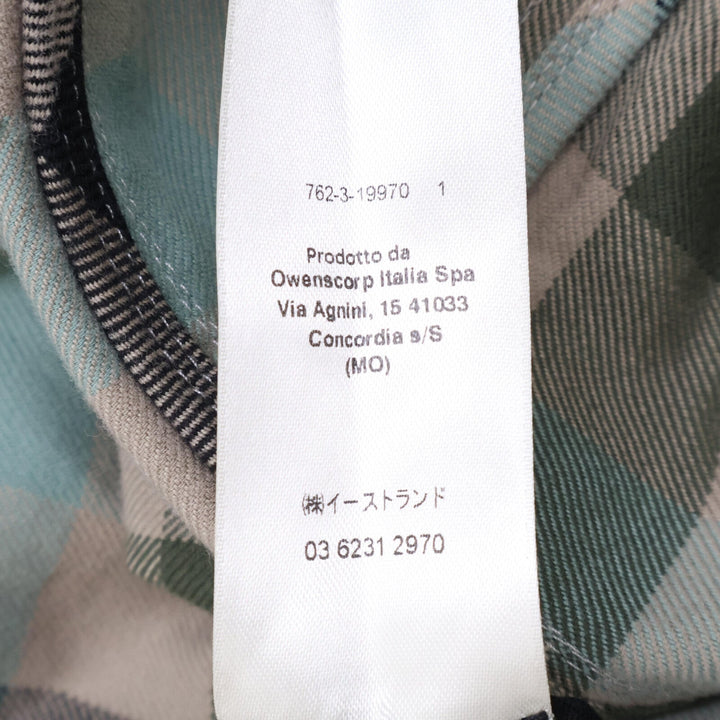 762-3-19970 1
Prodotto da
Owenscorp Italia Spa
Via Agnini, 15 41033
Concordia s/S
(MO)
㈱イーストランド
03 6231 2970